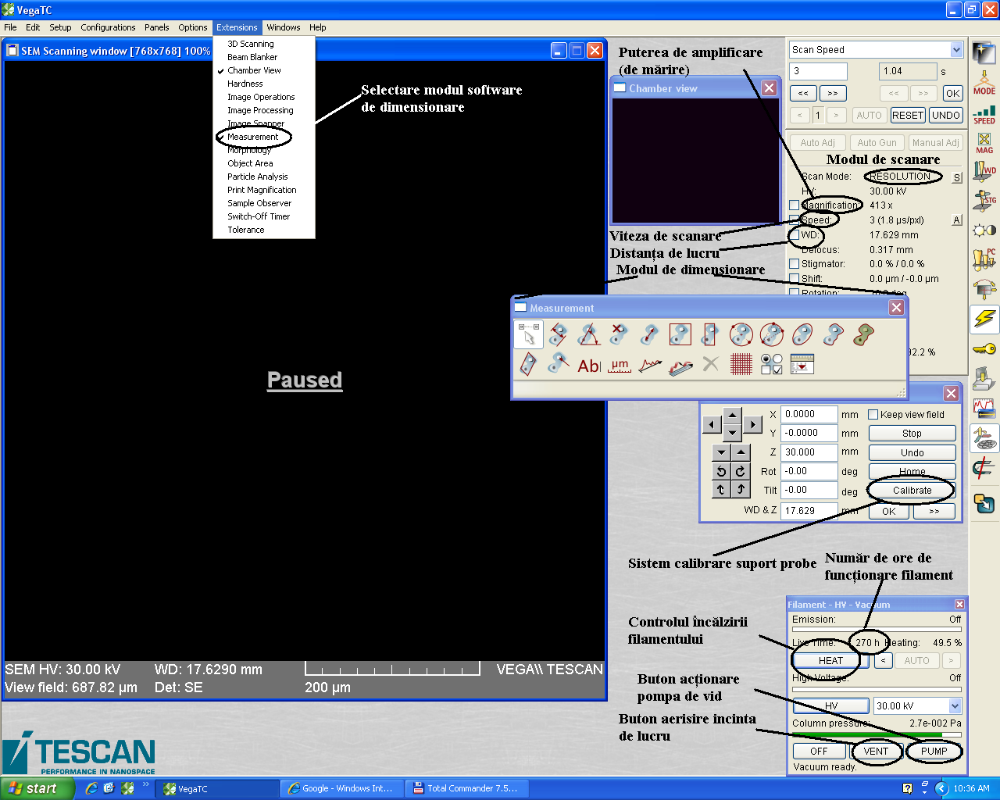 VegaTC
File Edit Setup Configurations Panels Options Extensions Windows Help
SEM Scanning window [768x768] 100%
3D Scanning
Beam Blanker
Chamber View
Hardness
Image Operations
Image Processing
Image Snapper
Measurement
Morphology
Object Area
Particle Analysis
Print Magnification
Sample Observer
Switch-Off Timer
Tolerance
Selectare modul software
de dimensionare
Paused
SEM HV: 30.00 kV WD: 17.6290 mm VEGA\\ TESCAN
View field: 687.82 µm Det: SE 200 µm
Puterea de amplificare
(de mărire)
Chamber view
Viteza de scanare
Distanța de lucru
Modul de dimensionare
Scan Speed
3 1.04 s
<< >> << >> OK
< 1 > AUTO RESET UNDO
Auto Adj Auto Gun Manual Adj
Modul de scanare
Scan Mode: RESOLUTION S
HV: 30.00 kV
Magnification: 413 x
Speed: 3 (1.8 µs/pxl) A
WD: 17.629 mm
Defocus: 0.317 mm
Stigmator: 0.0 % / 0.0 %
Shift: 0.0 µm / -0.0 µm
Rotation:
MODE
SPEED
MAG
WD
STG
PC
Measurement
Ab
µm
X 0.0000 mm Keep view field
Y -0.0000 mm Stop
Z 30.000 mm Undo
Rot -0.00 deg Home
Tilt -0.00 deg Calibrate
WD & Z 17.629 mm OK >>
Sistem calibrare suport probe
Număr de ore de
funcționare filament
Controlul încălzirii
filamentului
Buton acționare
pompa de vid
Buton aerisire incinta
de lucru
Filament - HV - Vacuum
Emission: Off
Live Time: 270 h Heating: 49.5 %
HEAT < AUTO >
High Voltage: Off
HV 30.00 kV
Column pressure: 2.7e-002 Pa
OFF VENT PUMP
Vacuum ready.
TESCAN
PERFORMANCE IN NANOSPACE
start VegaTC Google - Windows Int... Total Commander 7.5... 10:36 AM